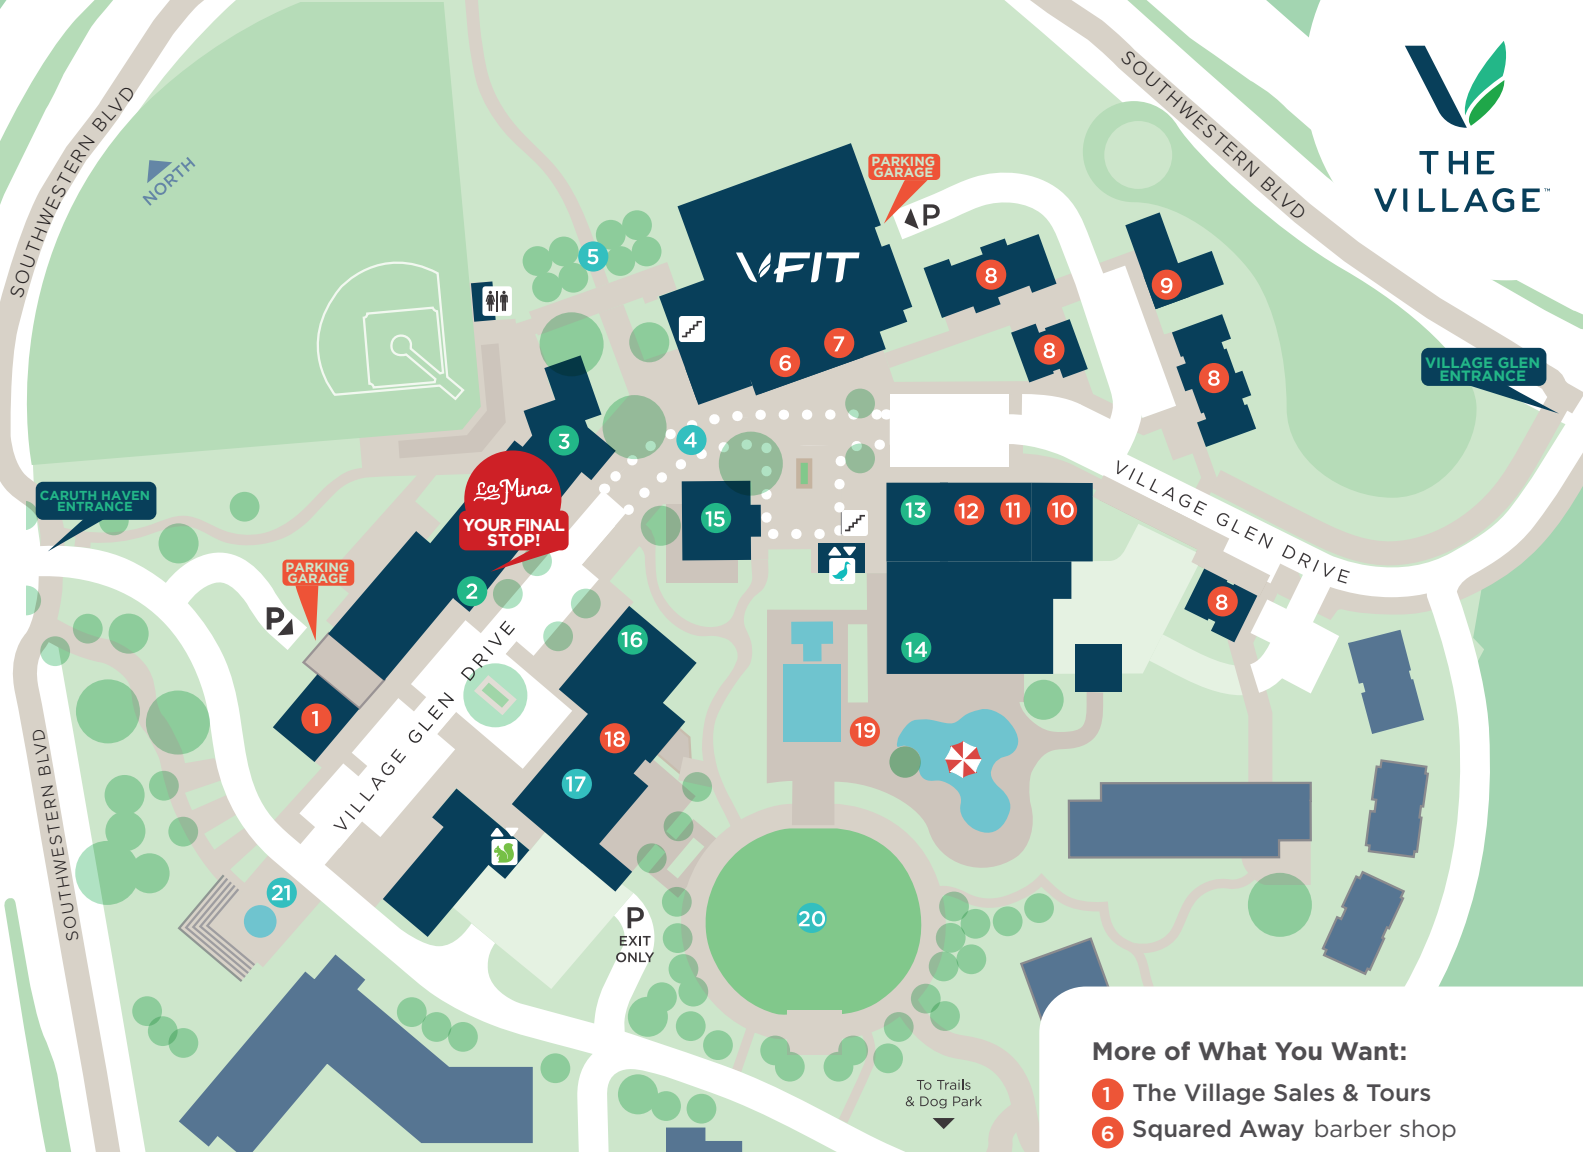 SOUTHWESTERN BLVD
NORTH
SOUTHWESTERN BLVD
THE
VILLAGE™
PARKING
GARAGE
P
VFIT
5
8
9
7
6
8
8
VILLAGE GLEN
ENTRANCE
3
4
La Mina
YOUR FINAL
STOP!
CARUTH HAVEN
ENTRANCE
13
12
11
10
15
VILLAGE GLEN DRIVE
PARKING
GARAGE
2
P
8
16
14
1
VILLAGE GLEN DRIVE
18
19
17
SOUTHWESTERN BLVD
21
20
P
EXIT
ONLY
To Trails
& Dog Park
More of What You Want:
1 The Village Sales & Tours
6 Squared Away barber shop